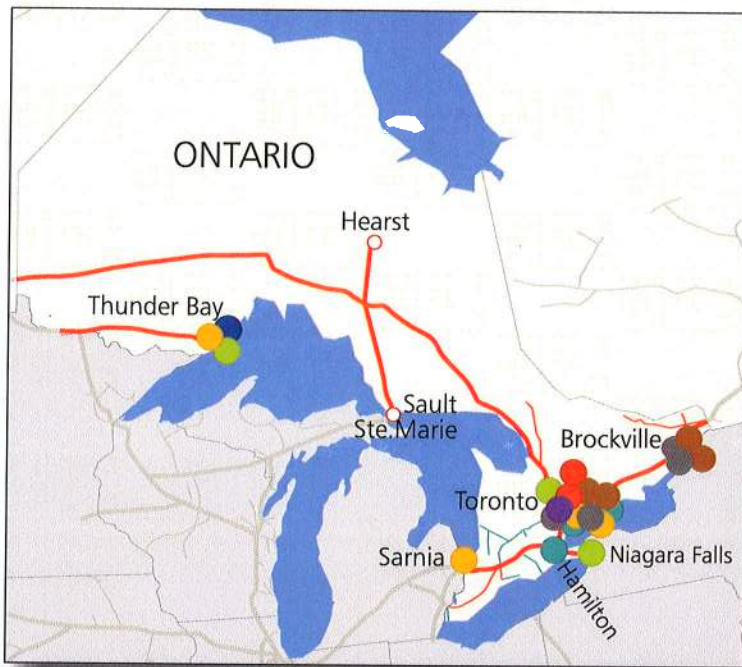 ONTARIO
Hearst
Thunder Bay
Sault
Ste.Marie
Brockville
Toronto
Sarnia
Niagara Falls
Hamilton